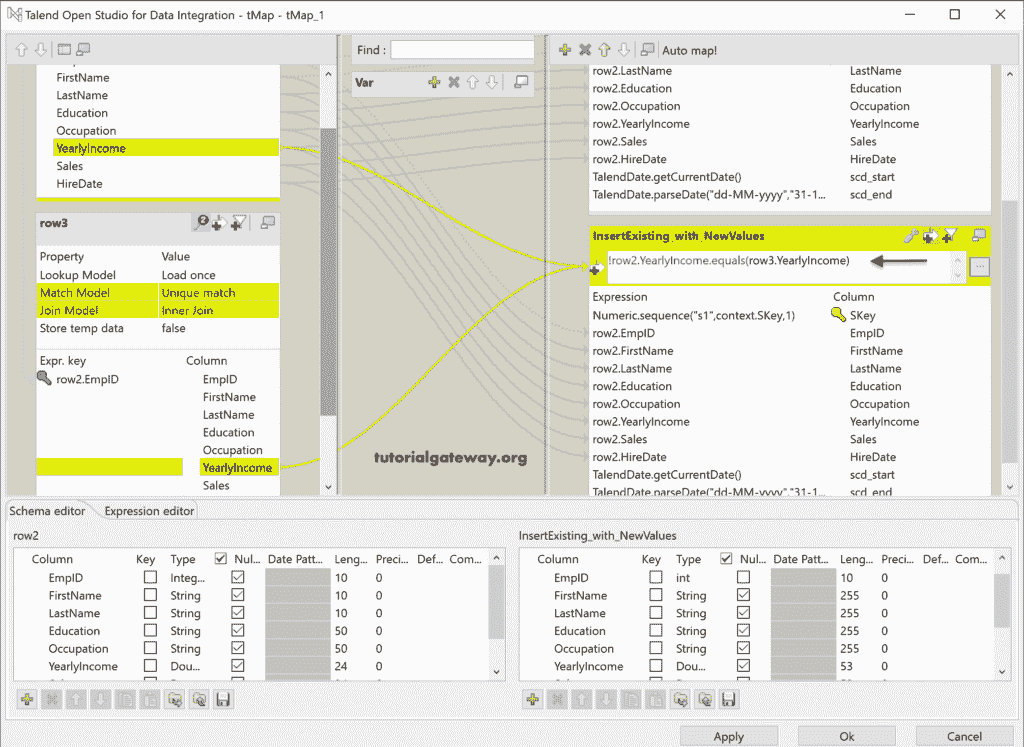 Talend Open Studio for Data Integration - tMap - tMap_1
Find :
Auto map!
Var
FirstName
LastName
Education
Occupation
YearlyIncome
Sales
HireDate
row3
Property Value
Lookup Model Load once
Match Model Unique match
Join Model Inner Join
Store temp data false
Expr. key Column
row2.EmpID EmpID
FirstName
LastName
Education
Occupation
YearlyIncome
Sales
tutorialgateway.org
row2.LastName LastName
row2.Education Education
row2.Occupation Occupation
row2.YearlyIncome YearlyIncome
row2.Sales Sales
row2.HireDate HireDate
TalendDate.getCurrentDate() scd_start
TalendDate.parseDate("dd-MM-yyyy","31-1... scd_end
InsertExisting_with_NewValues
!row2.YearlyIncome.equals(row3.YearlyIncome)
...
Expression Column
Numeric.sequence("s1",context.SKey,1) SKey
row2.EmpID EmpID
row2.FirstName FirstName
row2.LastName LastName
row2.Education Education
row2.Occupation Occupation
row2.YearlyIncome YearlyIncome
row2.Sales Sales
row2.HireDate HireDate
TalendDate.getCurrentDate() scd_start
TalendDate.parseDate("dd-MM-yyyy","31-1... scd_end
Schema editor Expression editor
row2
Column Key Type Nul... Date Patt... Leng... Preci... Def... Com...
EmpID Integ... 10 0
FirstName String 10 0
LastName String 10 0
Education String 50 0
Occupation String 50 0
YearlyIncome Dou... 24 0
InsertExisting_with_NewValues
Column Key Type Nul... Date Patt... Leng... Preci... Def... Com...
EmpID int 10 0
FirstName String 255 0
LastName String 255 0
Education String 255 0
Occupation String 255 0
YearlyIncome Dou... 53 0
Apply Ok Cancel